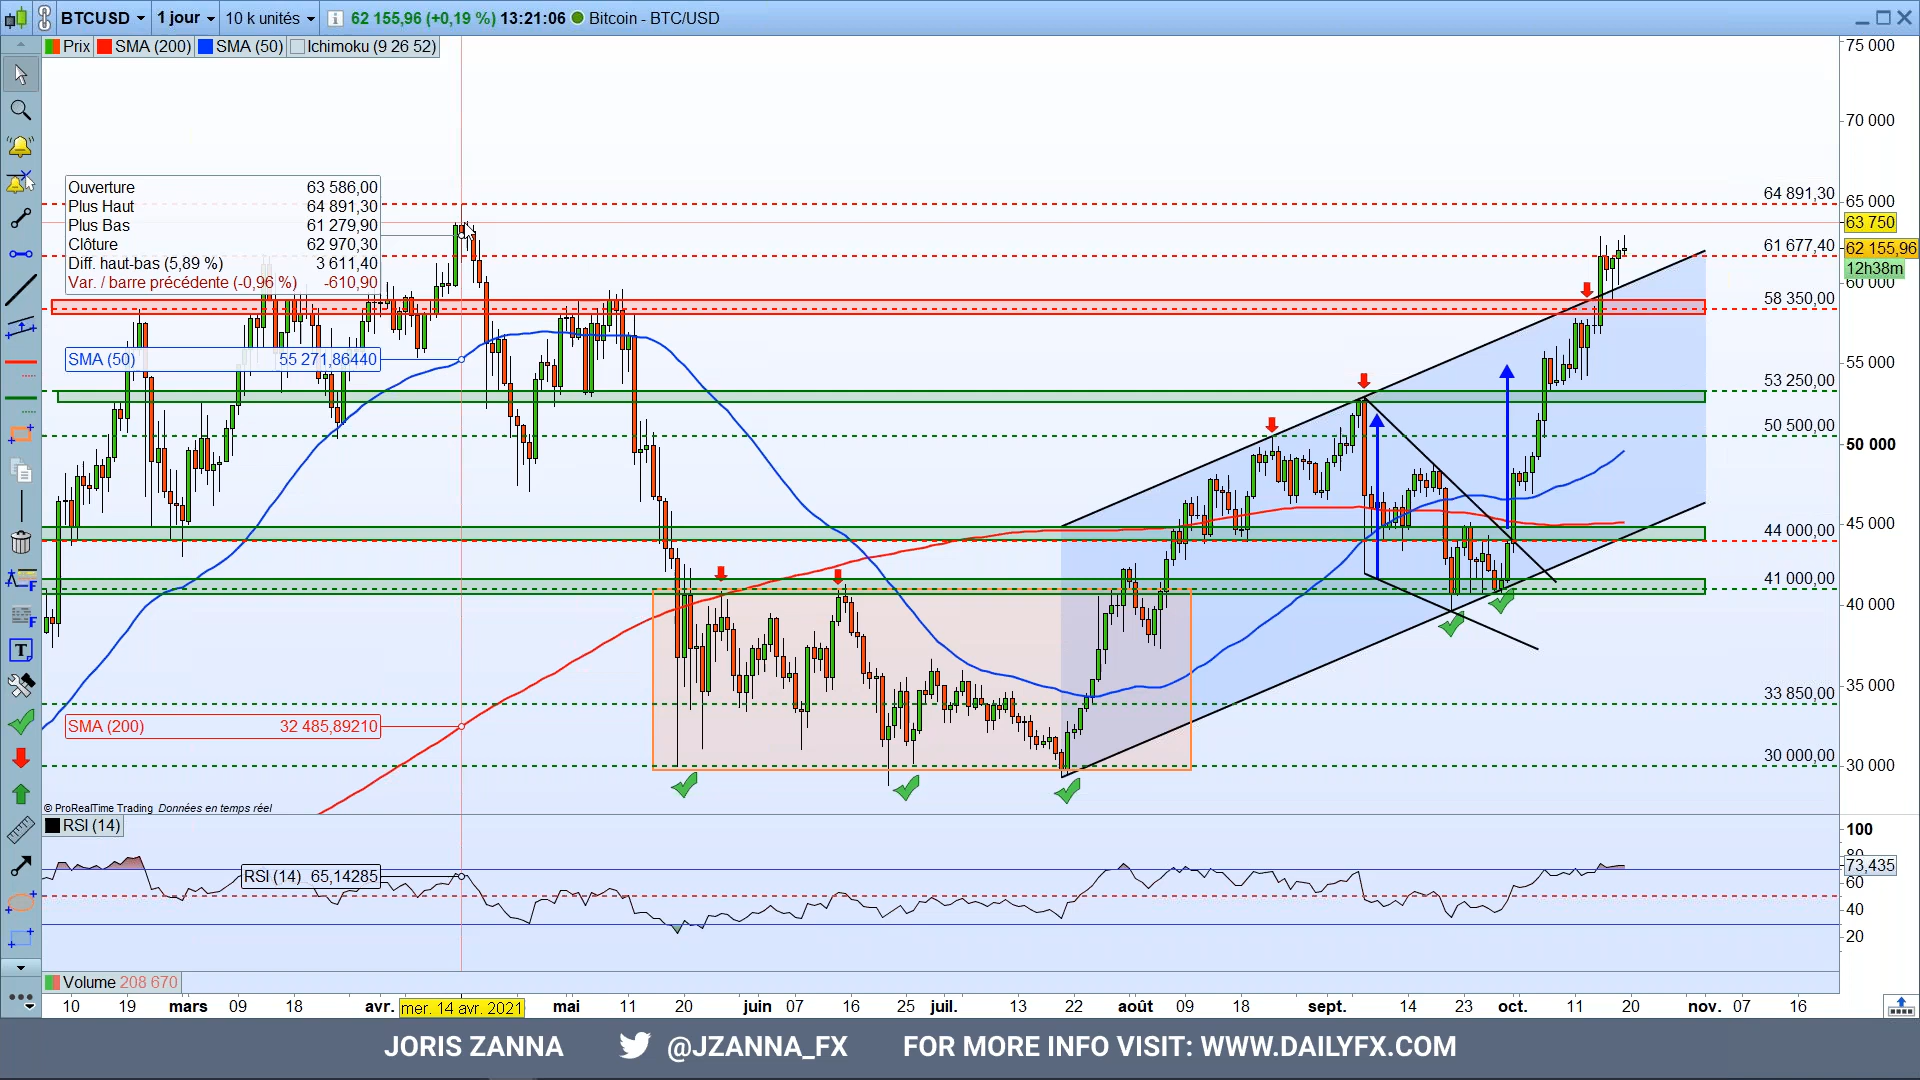 BTCUSD 1 jour 10 k unités 62 155,96 (+0,19 %) 13:21:06 Bitcoin - BTC/USD
Prix SMA (200) SMA (50) Ichimoku (9 26 52)
75 000
70 000
64 891,30
65 000
63 750
61 677,40
62 155,96
12h38m
60 000
58 350,00
55 000
53 250,00
50 500,00
50 000
45 000
44 000,00
41 000,00
40 000
35 000
33 850,00
30 000,00
30 000
Ouverture 63 586,00
Plus Haut 64 891,30
Plus Bas 61 279,90
Clôture 62 970,30
Diff. haut-bas (5,89 %) 3 611,40
Var. / barre précédente (-0,96 %) -610,90
SMA (50) 55 271,86440
SMA (200) 32 485,89210
© ProRealTime Trading Données en temps réel
RSI (14)
RSI (14) 65,14285
100
80
73,435
60
40
20
Volume 208 670
10 19 mars 09 18 avr. mer. 14 avr. 2021 mai 11 20 juin 07 16 25 juil. 13 22 août 09 18 sept. 14 23 oct. 11 20 nov. 07 16
JORIS ZANNA @JZANNA_FX FOR MORE INFO VISIT: WWW.DAILYFX.COM